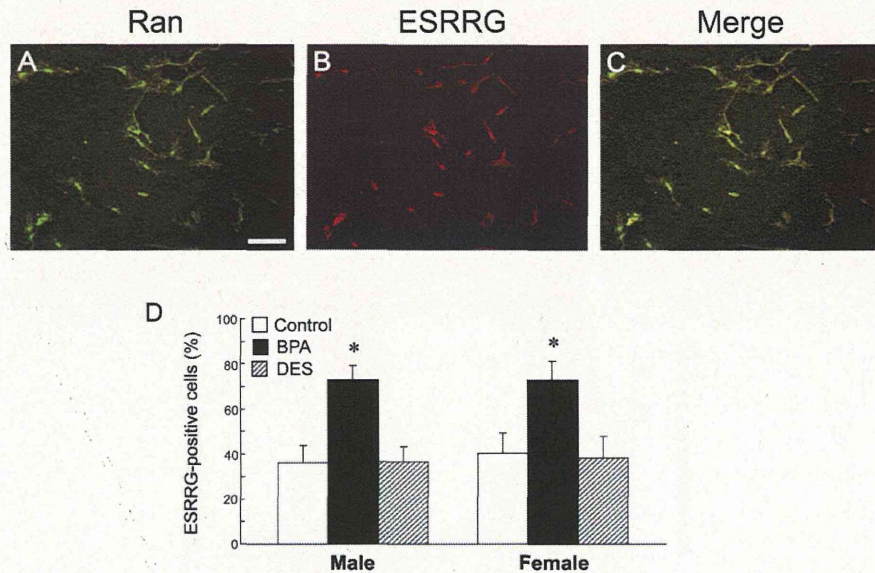 Ran
ESRRG
Merge
A
B
C
D
ESRRG-positive cells (%)
100
80
60
40
20
0
Control
BPA
DES
*
*
Male
Female